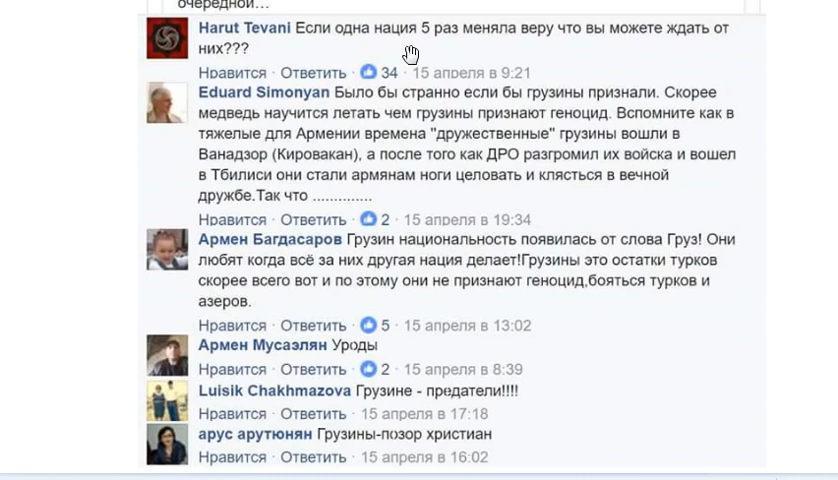 очередной...
Harut Tevani Если одна нация 5 раз меняла веру что вы можете ждать от
них???
Нравится · Ответить · 34 · 15 апреля в 9:21
Eduard Simonyan Было бы странно если бы грузины признали. Скорее
медведь научится летать чем грузины признают геноцид. Вспомните как в
тяжелые для Армении времена "дружественные" грузины вошли в
Ванадзор (Кировакан), а после того как ДРО разгромил их войска и вошел
в Тбилиси они стали армянам ноги целовать и клясться в вечной
дружбе.Так что ..............
Нравится · Ответить · 2 · 15 апреля в 19:34
Армен Багдасаров Грузин национальность появилась от слова Груз! Они
любят когда всё за них другая нация делает!Грузины это остатки турков
скорее всего вот и по этому они не признают геноцид,бояться турков и
азеров.
Нравится · Ответить · 5 · 15 апреля в 13:02
Армен Мусаэлян Уроды
Нравится · Ответить · 2 · 15 апреля в 8:39
Luisik Chakhmazova Грузине - предатели!!!!
Нравится · Ответить · 15 апреля в 17:18
арус арутюнян Грузины-позор христиан
Нравится · Ответить · 15 апреля в 16:02